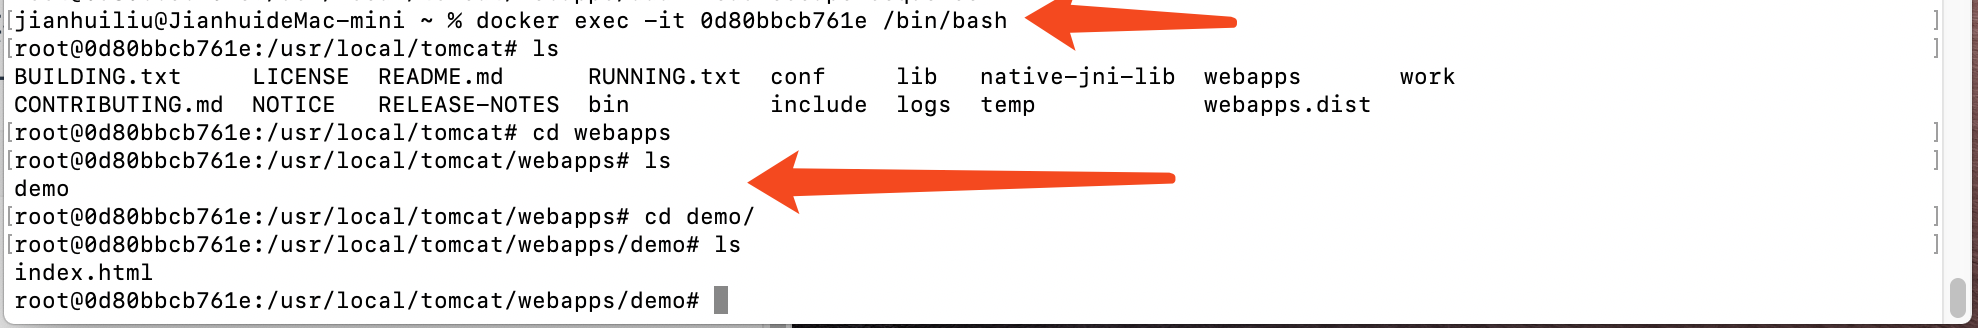 [jianhuiliu@JianhuideMac-mini ~ % docker exec -it 0d80bbcb761e /bin/bash ]
[root@0d80bbcb761e:/usr/local/tomcat# ls ]
BUILDING.txt     LICENSE  README.md      RUNNING.txt  conf     lib   native-jni-lib  webapps       work
CONTRIBUTING.md  NOTICE   RELEASE-NOTES  bin          include  logs  temp            webapps.dist
[root@0d80bbcb761e:/usr/local/tomcat# cd webapps ]
[root@0d80bbcb761e:/usr/local/tomcat/webapps# ls ]
demo
[root@0d80bbcb761e:/usr/local/tomcat/webapps# cd demo/ ]
[root@0d80bbcb761e:/usr/local/tomcat/webapps/demo# ls ]
index.html
root@0d80bbcb761e:/usr/local/tomcat/webapps/demo#